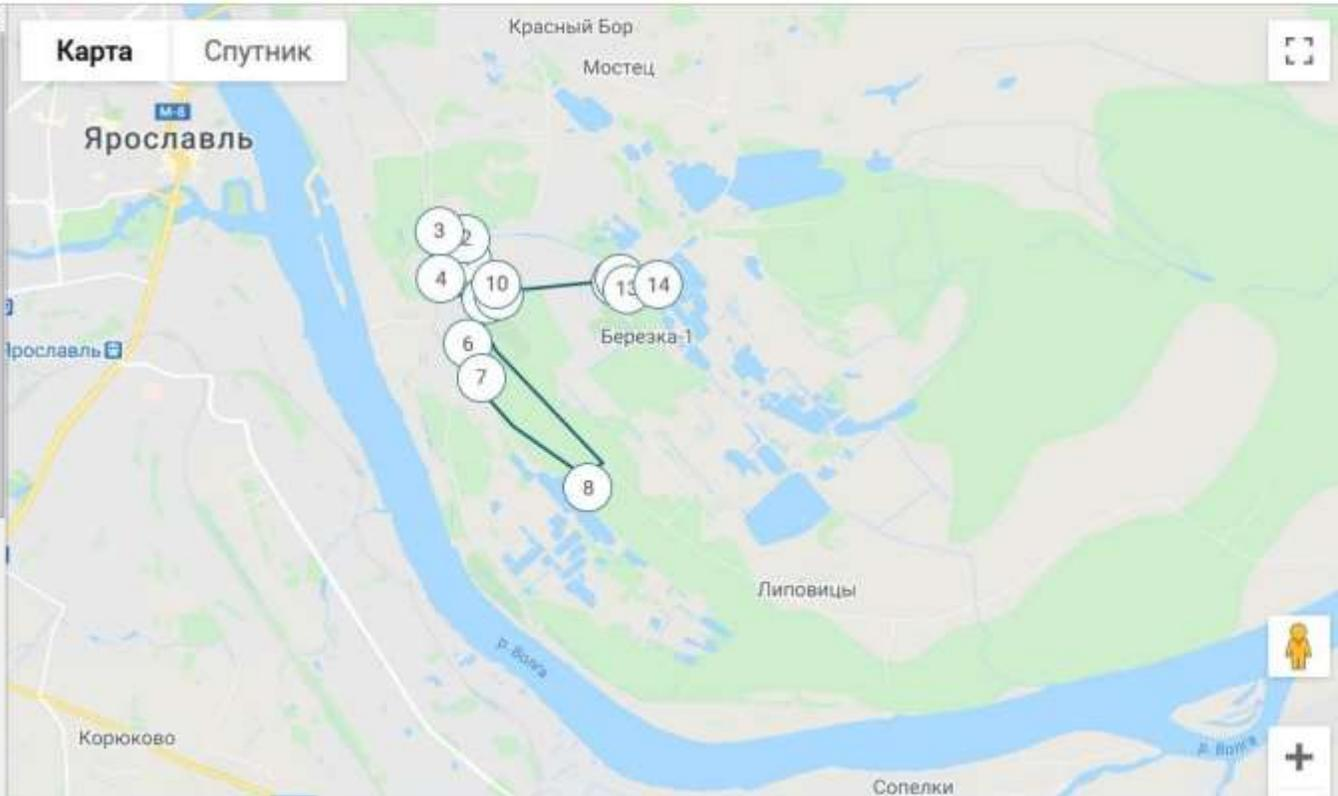 Карта
Спутник
Красный Бор
Мостец
М-8
Ярославль
3
2
4
10
13
14
6
Березка-1
Ярославль
7
8
Липовицы
р. Волга
Корюково
р. Волга
Сопелки
+